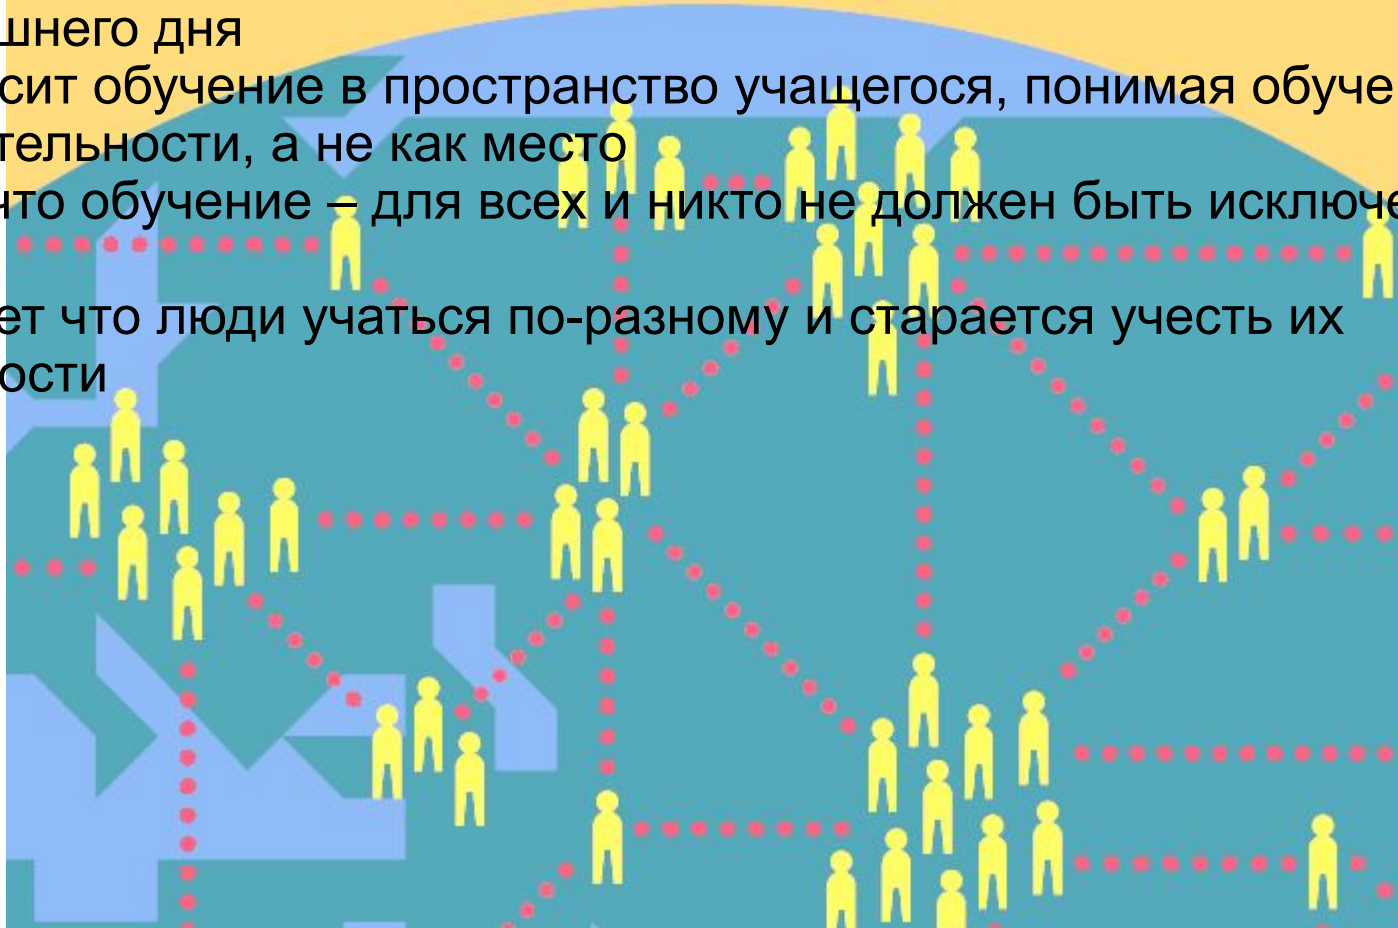 шнего дня
сит обучение в пространство учащегося, понимая обуче
тельности, а не как место
что обучение – для всех и никто не должен быть исключе
ет что люди учаться по-разному и старается учесть их
ости